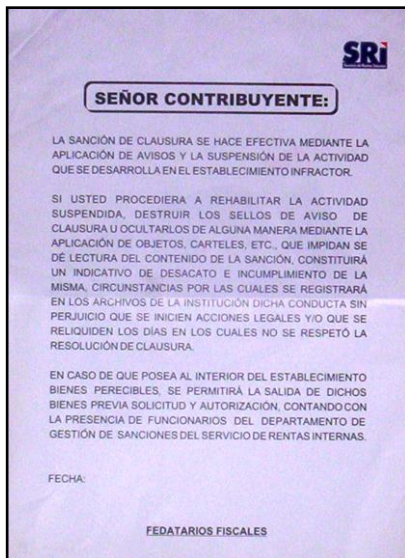 SRi
SEÑOR CONTRIBUYENTE:
LA SANCIÓN DE CLAUSURA SE HACE EFECTIVA MEDIANTE LA
APLICACIÓN DE AVISOS Y LA SUSPENSIÓN DE LA ACTIVIDAD
QUE SE DESARROLLA EN EL ESTABLECIMIENTO INFRACTOR.
SI USTED PROCEDIERA A REHABILITAR LA ACTIVIDAD
SUSPENDIDA, DESTRUIR LOS SELLOS DE AVISO DE
CLAUSURA U OCULTARLOS DE ALGUNA MANERA MEDIANTE LA
APLICACIÓN DE OBJETOS, CARTELES, ETC., QUE IMPIDAN SE
DÉ LECTURA DEL CONTENIDO DE LA SANCIÓN, CONSTITUIRÁ
UN INDICATIVO DE DESACATO E INCUMPLIMIENTO DE LA
MISMA, CIRCUNSTANCIAS POR LAS CUALES SE REGISTRARÁ
EN LOS ARCHIVOS DE LA INSTITUCIÓN DICHA CONDUCTA SIN
PERJUICIO QUE SE INICIEN ACCIONES LEGALES Y/O QUE SE
RELIQUIDEN LOS DÍAS EN LOS CUALES NO SE RESPETÓ LA
RESOLUCIÓN DE CLAUSURA.
EN CASO DE QUE POSEA AL INTERIOR DEL ESTABLECIMIENTO
BIENES PERECIBLES, SE PERMITIRÁ LA SALIDA DE DICHOS
BIENES PREVIA SOLICITUD Y AUTORIZACIÓN, CONTANDO CON
LA PRESENCIA DE FUNCIONARIOS DEL DEPARTAMENTO DE
GESTIÓN DE SANCIONES DEL SERVICIO DE RENTAS INTERNAS.
FECHA:
FEDATARIOS FISCALES